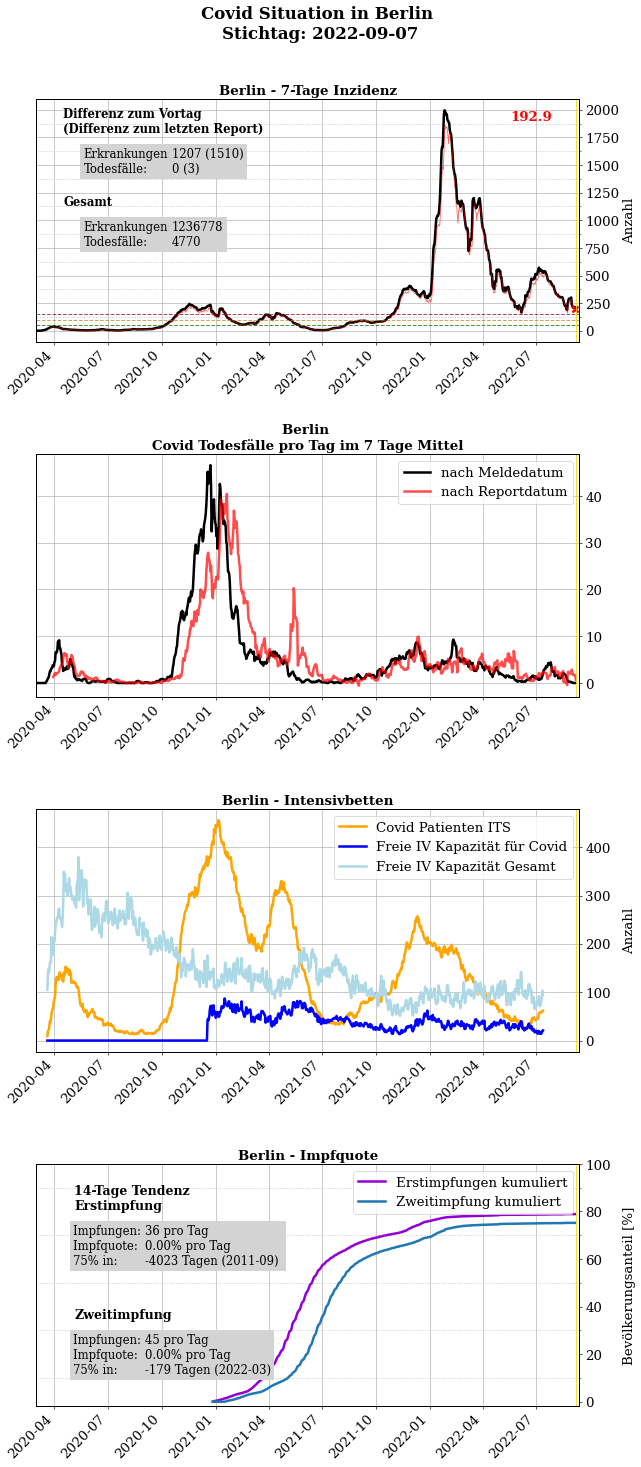 Covid Situation in Berlin
Stichtag: 2022-09-07
Berlin - 7-Tage Inzidenz
Differenz zum Vortag
(Differenz zum letzten Report)
Erkrankungen 1207 (1510)
Todesfälle: 0 (3)
Gesamt
Erkrankungen 1236778
Todesfälle: 4770
192.9
2000
1750
1500
1250
1000
750
500
250
0
Anzahl
2020-04 2020-07 2020-10 2021-01 2021-04 2021-07 2021-10 2022-01 2022-04 2022-07
Berlin
Covid Todesfälle pro Tag im 7 Tage Mittel
nach Meldedatum
nach Reportdatum
40
30
20
10
0
2020-04 2020-07 2020-10 2021-01 2021-04 2021-07 2021-10 2022-01 2022-04 2022-07
Berlin - Intensivbetten
Covid Patienten ITS
Freie IV Kapazität für Covid
Freie IV Kapazität Gesamt
400
300
200
100
0
Anzahl
2020-04 2020-07 2020-10 2021-01 2021-04 2021-07 2021-10 2022-01 2022-04 2022-07
Berlin - Impfquote
14-Tage Tendenz
Erstimpfung
Impfungen: 36 pro Tag
Impfquote: 0.00% pro Tag
75% in: -4023 Tagen (2011-09)
Zweitimpfung
Impfungen: 45 pro Tag
Impfquote: 0.00% pro Tag
75% in: -179 Tagen (2022-03)
Erstimpfungen kumuliert
Zweitimpfung kumuliert
100
80
60
40
20
0
Bevölkerungsanteil [%]
2020-04 2020-07 2020-10 2021-01 2021-04 2021-07 2021-10 2022-01 2022-04 2022-07